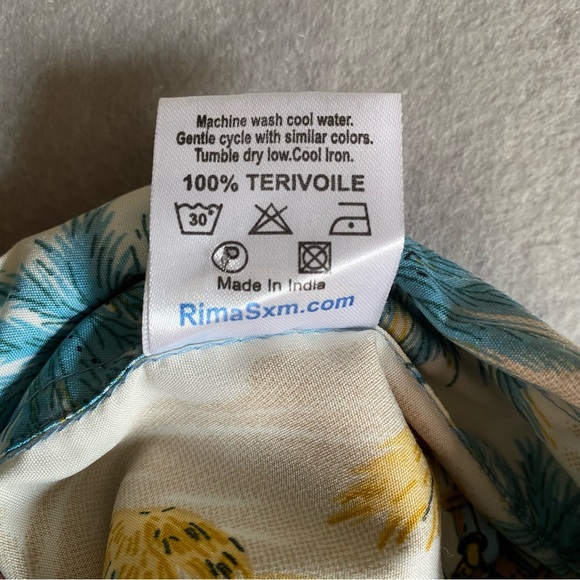 Machine wash cool water.
Gentle cycle with similar colors.
Tumble dry low.Cool Iron.
100% TERIVOILE
30°
P
Made In India
RimaSxm.com